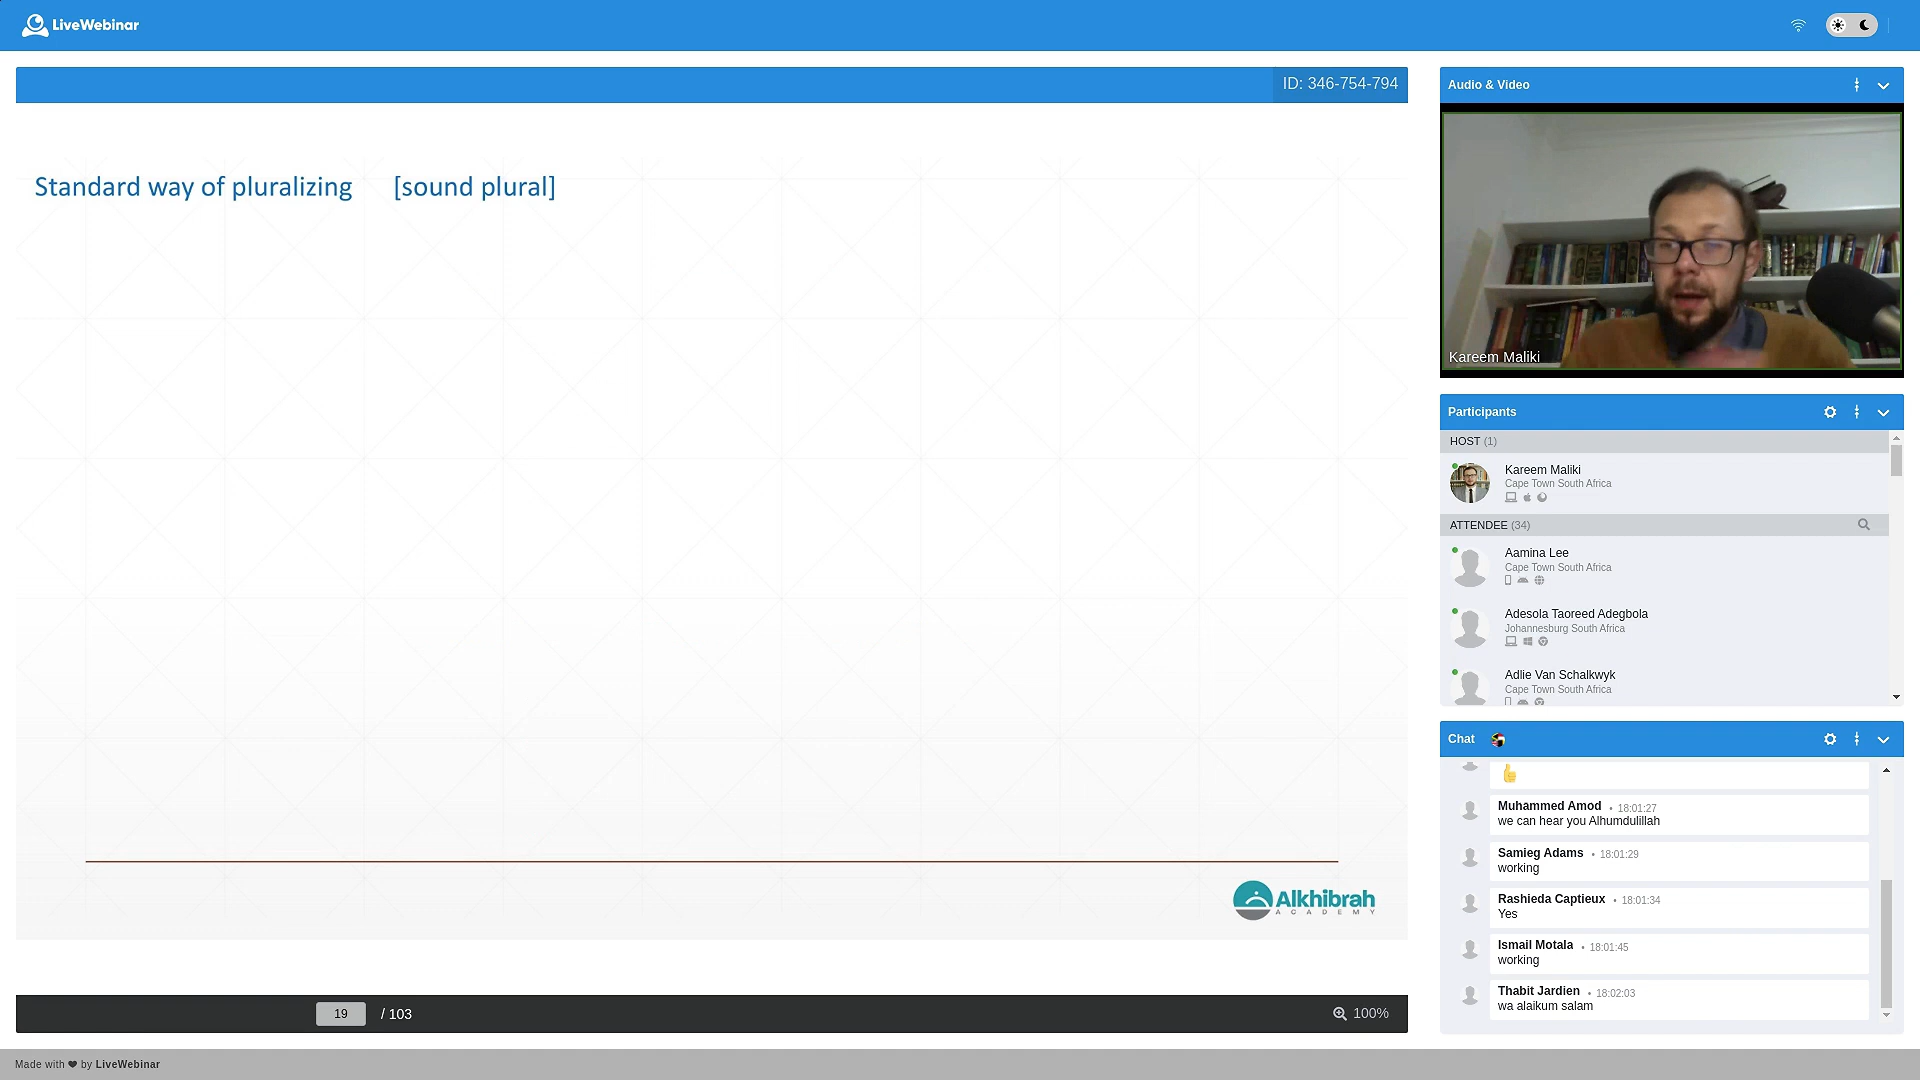 LiveWebinar
ID: 346-754-794
Standard way of pluralizing [sound plural]
Alkhibrah
ACADEMY
19 / 103
100%
Audio & Video
Kareem Maliki
Participants
HOST (1)
Kareem Maliki
Cape Town South Africa
ATTENDEE (34)
Aamina Lee
Cape Town South Africa
Adesola Taoreed Adegbola
Johannesburg South Africa
Adlie Van Schalkwyk
Cape Town South Africa
Chat
👍
Muhammed Amod • 18:01:27
we can hear you Alhumdulillah
Samieg Adams • 18:01:29
working
Rashieda Captieux • 18:01:34
Yes
Ismail Motala • 18:01:45
working
Thabit Jardien • 18:02:03
wa alaikum salam
Made with ❤ by LiveWebinar